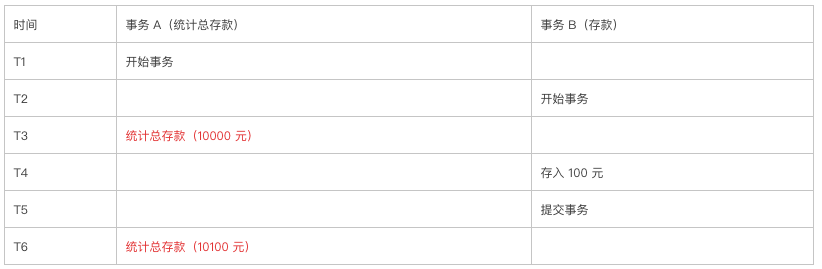 时间 事务 A（统计总存款） 事务 B（存款）
T1 开始事务
T2 开始事务
T3 统计总存款（10000 元）
T4 存入 100 元
T5 提交事务
T6 统计总存款（10100 元）